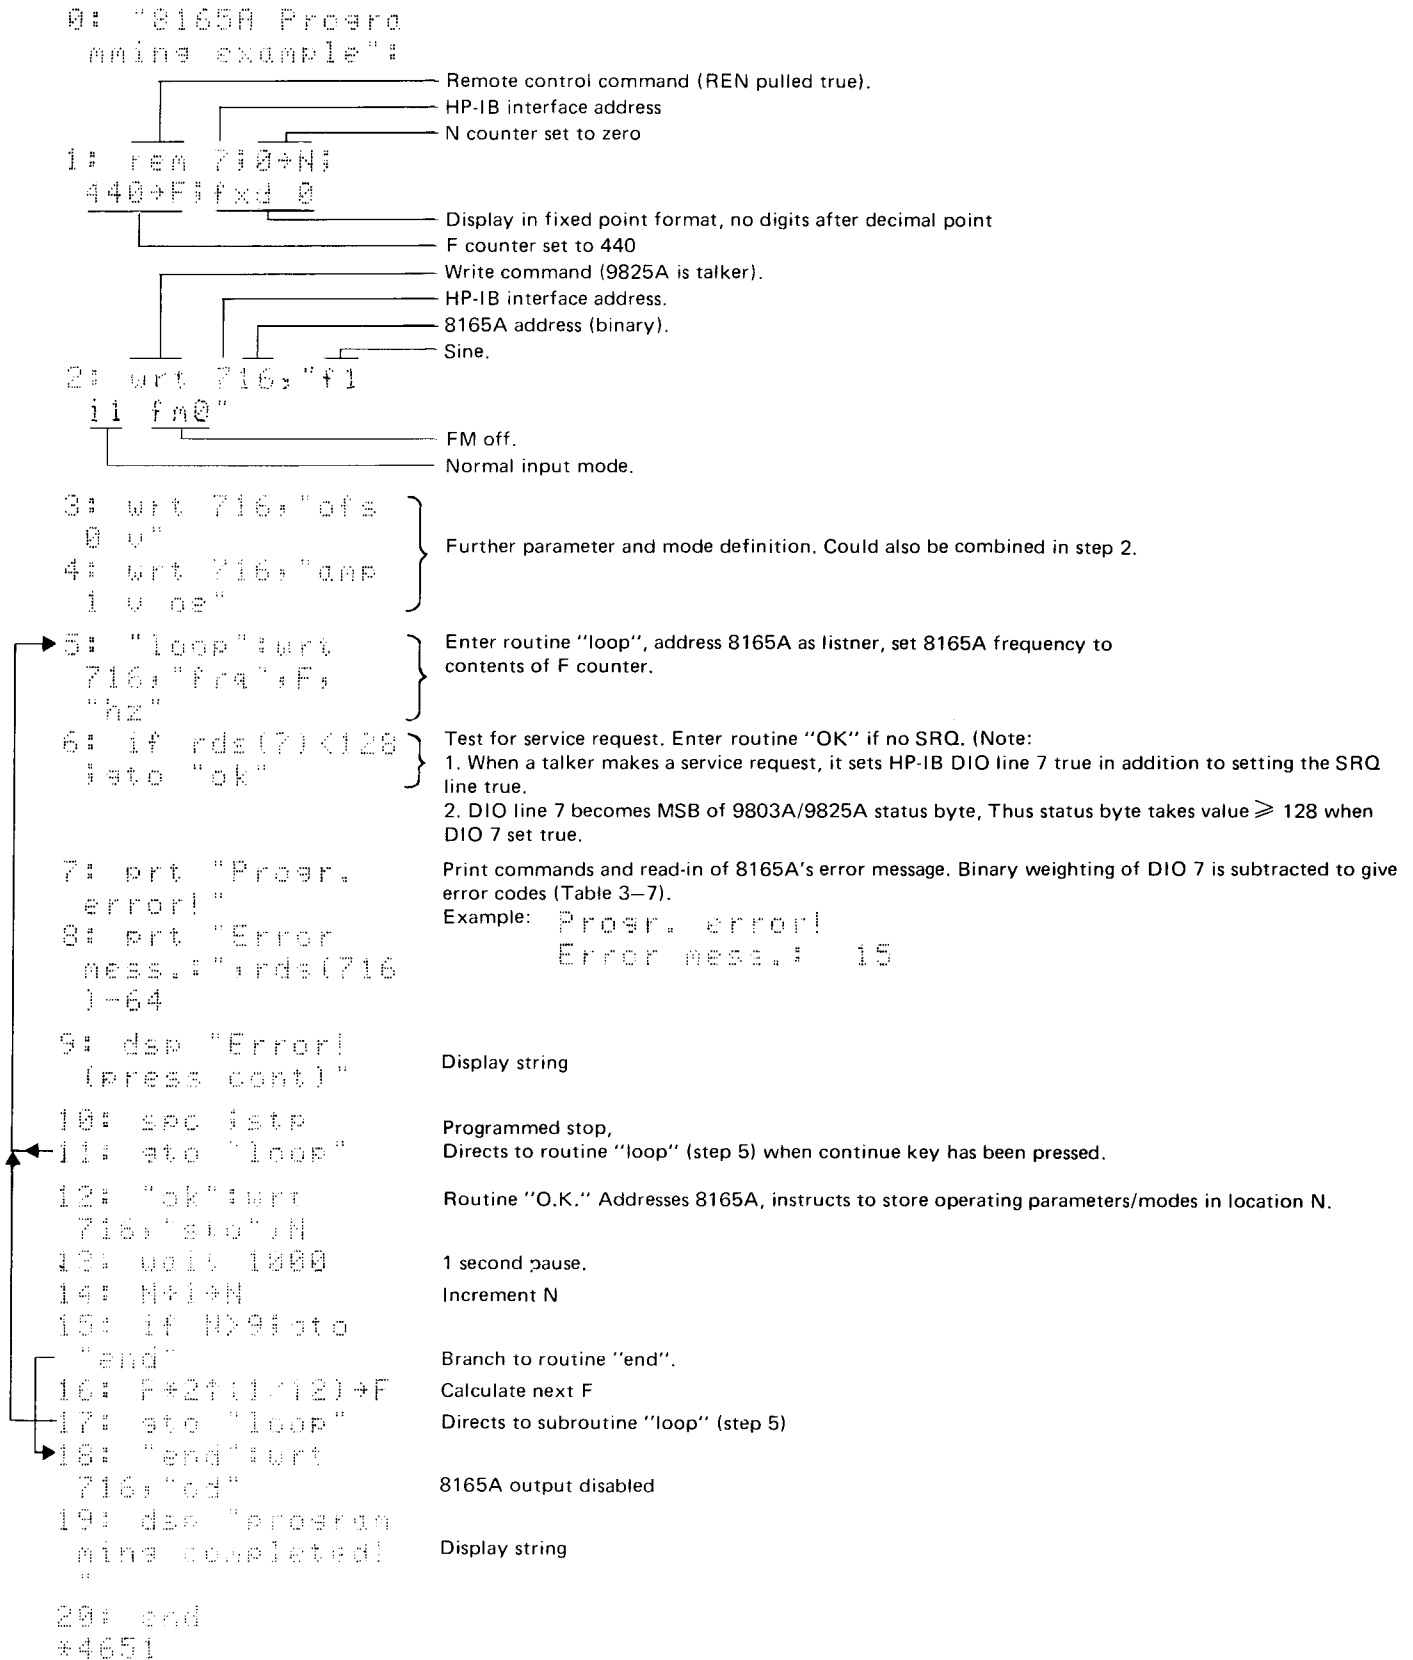 0: "8165A Progra
mming example":
Remote control command (REN pulled true).
HP-IB interface address
N counter set to zero
1: rem 7;0→N;
440→F;fxd 0
Display in fixed point format, no digits after decimal point
F counter set to 440
Write command (9825A is talker).
HP-IB interface address.
8165A address (binary).
Sine.
2: wrt 716,"f1
i1 fm0"
FM off.
Normal input mode.
3: wrt 716,"ofs
0 v"
4: wrt 716,"amp
1 v oe"
Further parameter and mode definition. Could also be combined in step 2.
5: "loop":wrt
716,"frq",F,
"hz"
Enter routine "loop", address 8165A as listner, set 8165A frequency to
contents of F counter.
6: if rds(7)<128
;gto "ok"
Test for service request. Enter routine "OK" if no SRQ. (Note:
1. When a talker makes a service request, it sets HP-IB DIO line 7 true in addition to setting the SRQ
line true.
2. DIO line 7 becomes MSB of 9803A/9825A status byte, Thus status byte takes value ⩾ 128 when
DIO 7 set true.
7: prt "Progr.
error!"
8: prt "Error
mess.:",rds(716
)-64
Print commands and read-in of 8165A's error message. Binary weighting of DIO 7 is subtracted to give
error codes (Table 3–7).
Example: Progr. error!
Error mess.: 15
9: dsp "Error!
(press cont)"
Display string
10: spc ;stp
11: gto "loop"
Programmed stop,
Directs to routine "loop" (step 5) when continue key has been pressed.
12: "ok":wrt
716,"sto",N
Routine "O.K." Addresses 8165A, instructs to store operating parameters/modes in location N.
13: wait 1000
1 second pause.
14: N+1→N
Increment N
15: if N>9;gto
"end"
Branch to routine "end".
16: F*2↑(1/12)→F
Calculate next F
17: gto "loop"
Directs to subroutine "loop" (step 5)
18: "end":wrt
716,"od"
8165A output disabled
19: dsp "program
ming completed!
"
Display string
20: end
*4651